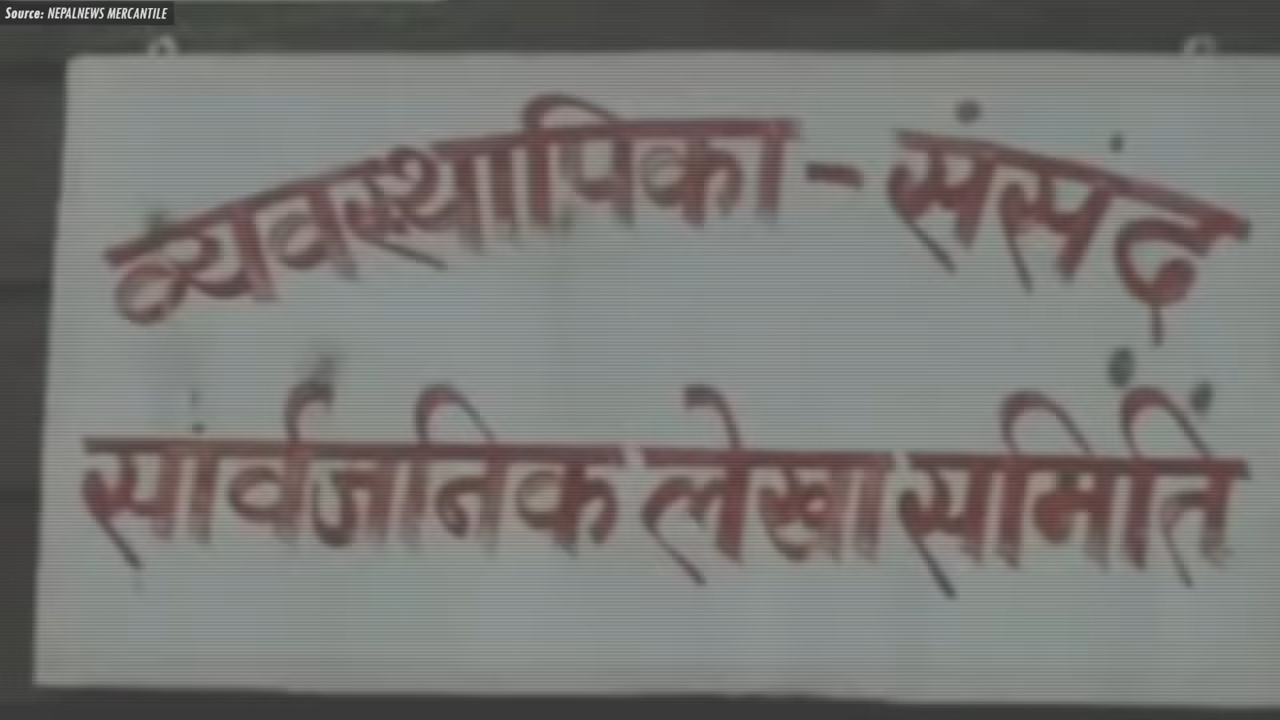 Source: NEPALNEWS MERCANTILE
व्यवस्थापिका - संसद
सार्वजनिक लेखा समिति